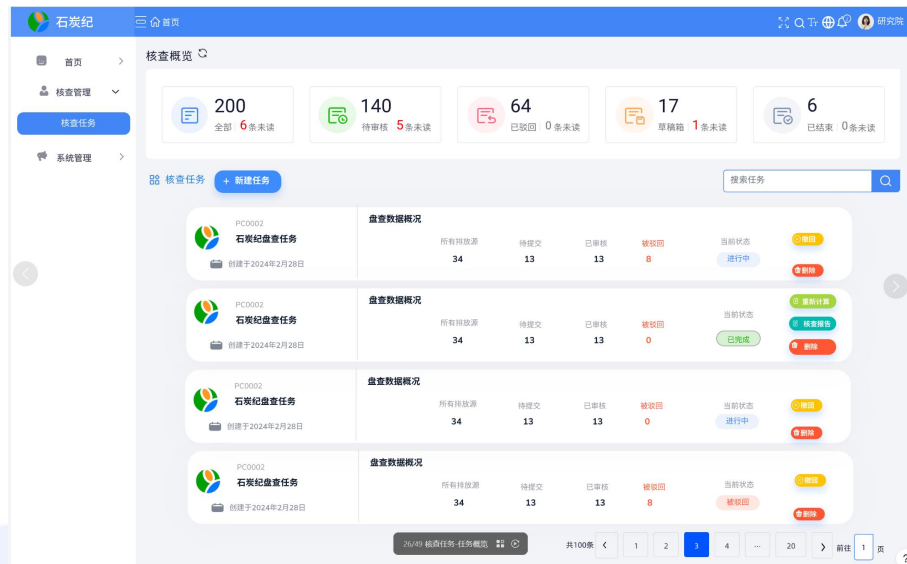 石炭纪
首页
Tr
研究院
首页
核查管理
核查任务
系统管理
核查概览
200
全部 6条未读
140
待审核 5条未读
64
已驳回 0条未读
17
草稿箱 1条未读
6
已结束 0条未读
核查任务
+ 新建任务
搜索任务
PC0002
石炭纪盘查任务
创建于2024年2月28日
盘查数据概况
所有排放源 待提交 已审核 被驳回 当前状态
34 13 13 8 进行中
撤回
删除
PC0002
石炭纪盘查任务
创建于2024年2月28日
盘查数据概况
所有排放源 待提交 已审核 被驳回 当前状态
34 13 13 0 已完成
重新计算
核查报告
删除
PC0002
石炭纪盘查任务
创建于2024年2月28日
盘查数据概况
所有排放源 待提交 已审核 被驳回 当前状态
34 13 13 0 进行中
撤回
删除
PC0002
石炭纪盘查任务
创建于2024年2月28日
盘查数据概况
所有排放源 待提交 已审核 被驳回 当前状态
34 13 13 8 被驳回
撤回
删除
26/49 核查任务-任务概览
共100条 1 2 3 4 ... 20 前往 1 页
?